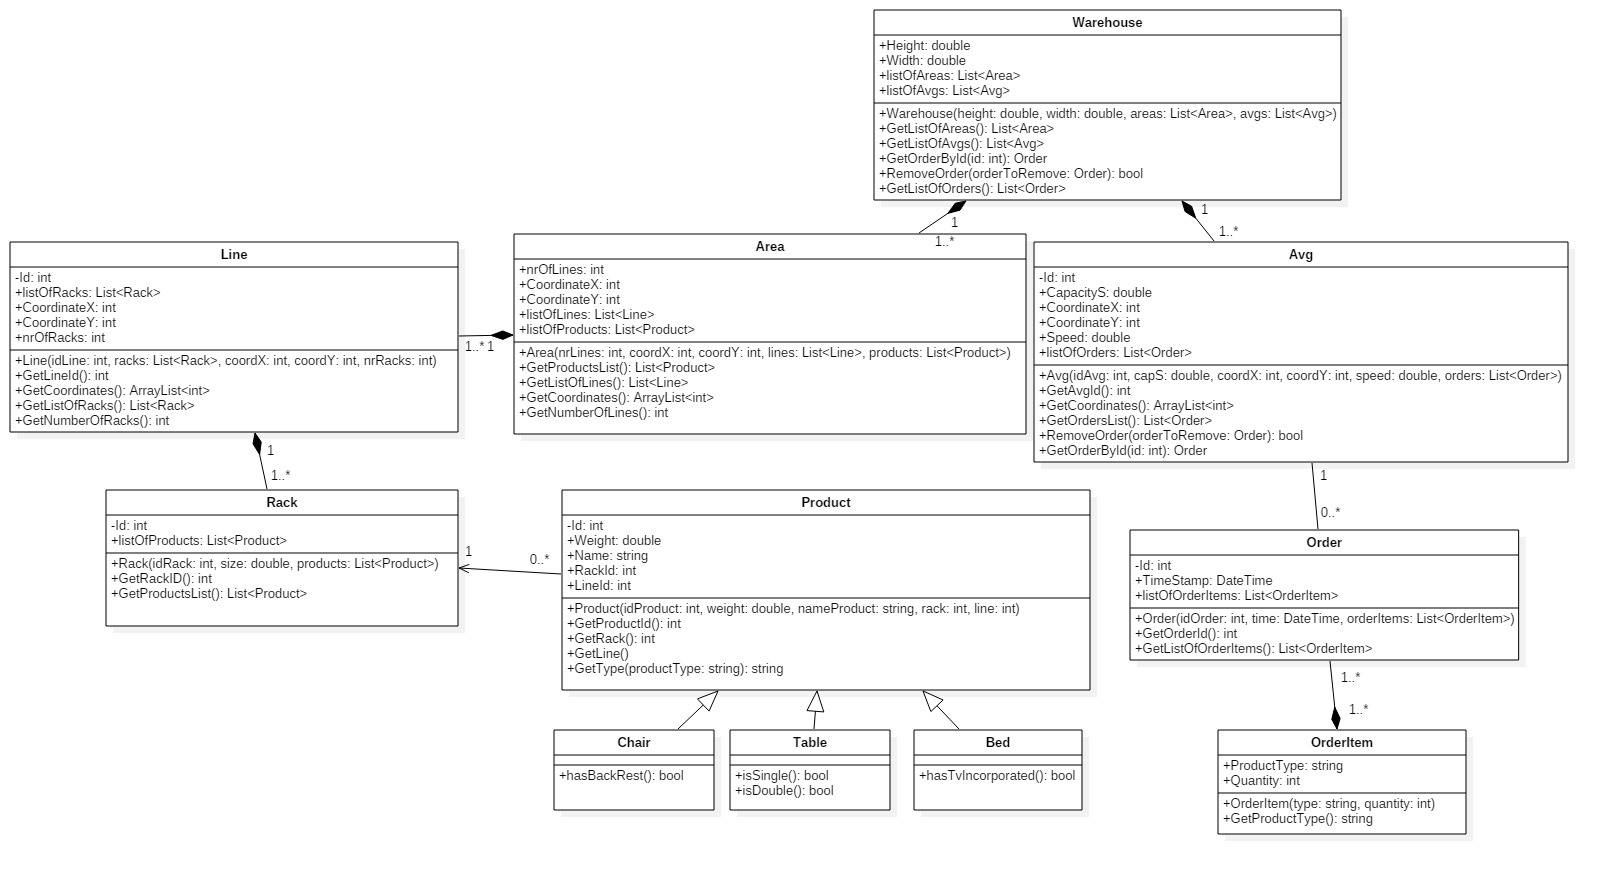 Warehouse
+Height: double
+Width: double
+listOfAreas: List<Area>
+listOfAvgs: List<Avg>
+Warehouse(height: double, width: double, areas: List<Area>, avgs: List<Avg>)
+GetListOfAreas(): List<Area>
+GetListOfAvgs(): List<Avg>
+GetOrderById(id: int): Order
+RemoveOrder(orderToRemove: Order): bool
+GetListOfOrders(): List<Order>
1
1..*
1
1..*
Line
-Id: int
+listOfRacks: List<Rack>
+CoordinateX: int
+CoordinateY: int
+nrOfRacks: int
+Line(idLine: int, racks: List<Rack>, coordX: int, coordY: int, nrRacks: int)
+GetLineId(): int
+GetCoordinates(): ArrayList<int>
+GetListOfRacks(): List<Rack>
+GetNumberOfRacks(): int
1..* 1
Area
+nrOfLines: int
+CoordinateX: int
+CoordinateY: int
+listOfLines: List<Line>
+listOfProducts: List<Product>
+Area(nrLines: int, coordX: int, coordY: int, lines: List<Line>, products: List<Product>)
+GetProductsList(): List<Product>
+GetListOfLines(): List<Line>
+GetCoordinates(): ArrayList<int>
+GetNumberOfLines(): int
Avg
-Id: int
+CapacityS: double
+CoordinateX: int
+CoordinateY: int
+Speed: double
+listOfOrders: List<Order>
+Avg(idAvg: int, capS: double, coordX: int, coordY: int, speed: double, orders: List<Order>)
+GetAvgId(): int
+GetCoordinates(): ArrayList<int>
+GetOrdersList(): List<Order>
+RemoveOrder(orderToRemove: Order): bool
+GetOrderById(id: int): Order
1
1..*
1
0..*
Rack
-Id: int
+listOfProducts: List<Product>
+Rack(idRack: int, size: double, products: List<Product>)
+GetRackID(): int
+GetProductsList(): List<Product>
1
0..*
Product
-Id: int
+Weight: double
+Name: string
+RackId: int
+LineId: int
+Product(idProduct: int, weight: double, nameProduct: string, rack: int, line: int)
+GetProductId(): int
+GetRack(): int
+GetLine()
+GetType(productType: string): string
Order
-Id: int
+TimeStamp: DateTime
+listOfOrderItems: List<OrderItem>
+Order(idOrder: int, time: DateTime, orderItems: List<OrderItem>)
+GetOrderId(): int
+GetListOfOrderItems(): List<OrderItem>
1..*
1..*
Chair
+hasBackRest(): bool
Table
+isSingle(): bool
+isDouble(): bool
Bed
+hasTvIncorporated(): bool
OrderItem
+ProductType: string
+Quantity: int
+OrderItem(type: string, quantity: int)
+GetProductType(): string